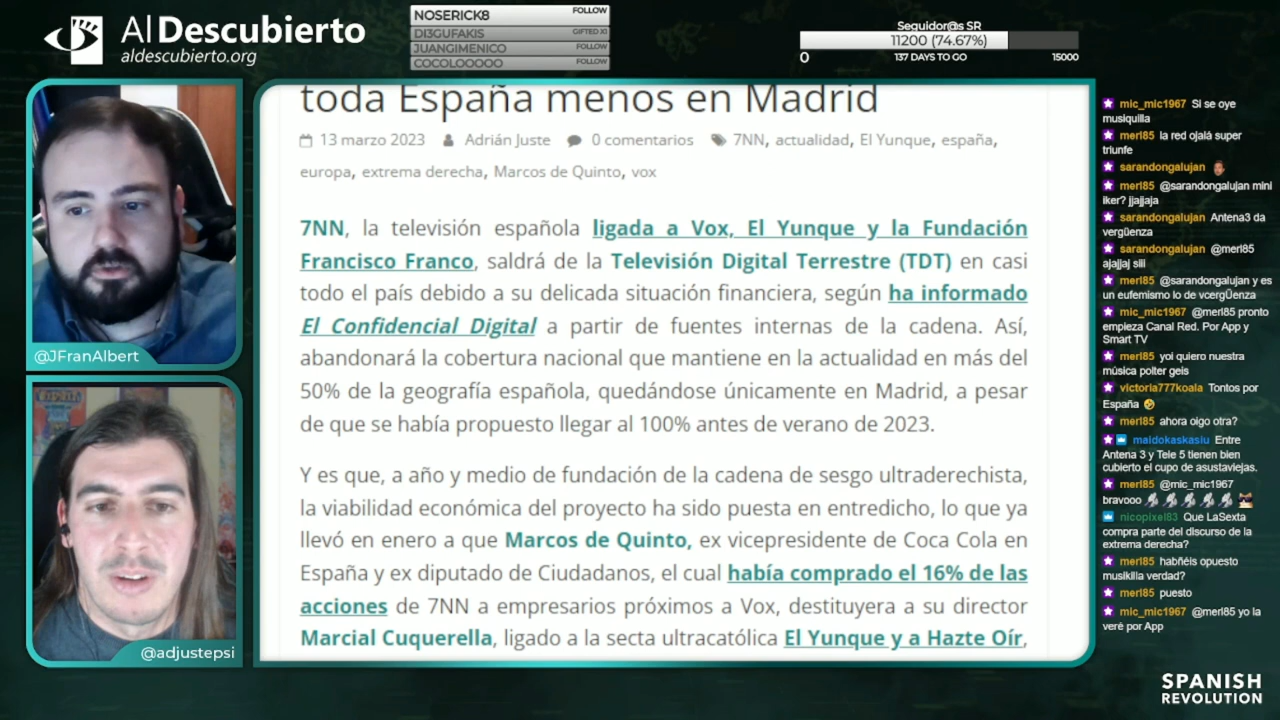 Al Descubierto
aldescubierto.org
NOSERICK8 FOLLOW
DI3GUFAKIS GIFTED X1
JUANGIMENICO FOLLOW
COCOLOOOOO FOLLOW
Seguidor@s SR
11200 (74.67%)
0 137 DAYS TO GO 15000
@JFranAlbert
@adjustepsi
toda España menos en Madrid
13 marzo 2023 Adrián Juste 0 comentarios 7NN, actualidad, El Yunque, españa,
europa, extrema derecha, Marcos de Quinto, vox
7NN, la televisión española ligada a Vox, El Yunque y la Fundación
Francisco Franco, saldrá de la Televisión Digital Terrestre (TDT) en casi
todo el país debido a su delicada situación financiera, según ha informado
El Confidencial Digital a partir de fuentes internas de la cadena. Así,
abandonará la cobertura nacional que mantiene en la actualidad en más del
50% de la geografía española, quedándose únicamente en Madrid, a pesar
de que se había propuesto llegar al 100% antes de verano de 2023.
Y es que, a año y medio de fundación de la cadena de sesgo ultraderechista,
la viabilidad económica del proyecto ha sido puesta en entredicho, lo que ya
llevó en enero a que Marcos de Quinto, ex vicepresidente de Coca Cola en
España y ex diputado de Ciudadanos, el cual había comprado el 16% de las
acciones de 7NN a empresarios próximos a Vox, destituyera a su director
Marcial Cuquerella, ligado a la secta ultracatólica El Yunque y a Hazte Oír,
mic_mic1967 Si se oye
musiquilla
merl85 la red ojalá super
triunfe
sarandongalujan
merl85 @sarandongalujan mini
iker? jjajjaja
sarandongalujan Antena3 da
vergüenza
sarandongalujan @merl85
ajajjaj siii
merl85 @sarandongalujan y es
un eufemismo lo de vcergÜenza
mic_mic1967 @merl85 pronto
empieza Canal Red. Por App y
Smart TV
merl85 yoi quiero nuestra
música polter geis
victoria777koala Tontos por
España 🤣
merl85 ahora oigo otra?
maidokaskasiu Entre
Antena 3 y Tele 5 tienen bien
cubierto el cupo de asustaviejas.
merl85 @mic_mic1967
bravooo
nicopixel83 Que LaSexta
compra parte del discurso de la
extrema derecha?
merl85 habñéis opuesto
musikilla verdad?
merl85 puesto
mic_mic1967 @merl85 yo la
veré por App
SPANISH
REVOLUTION